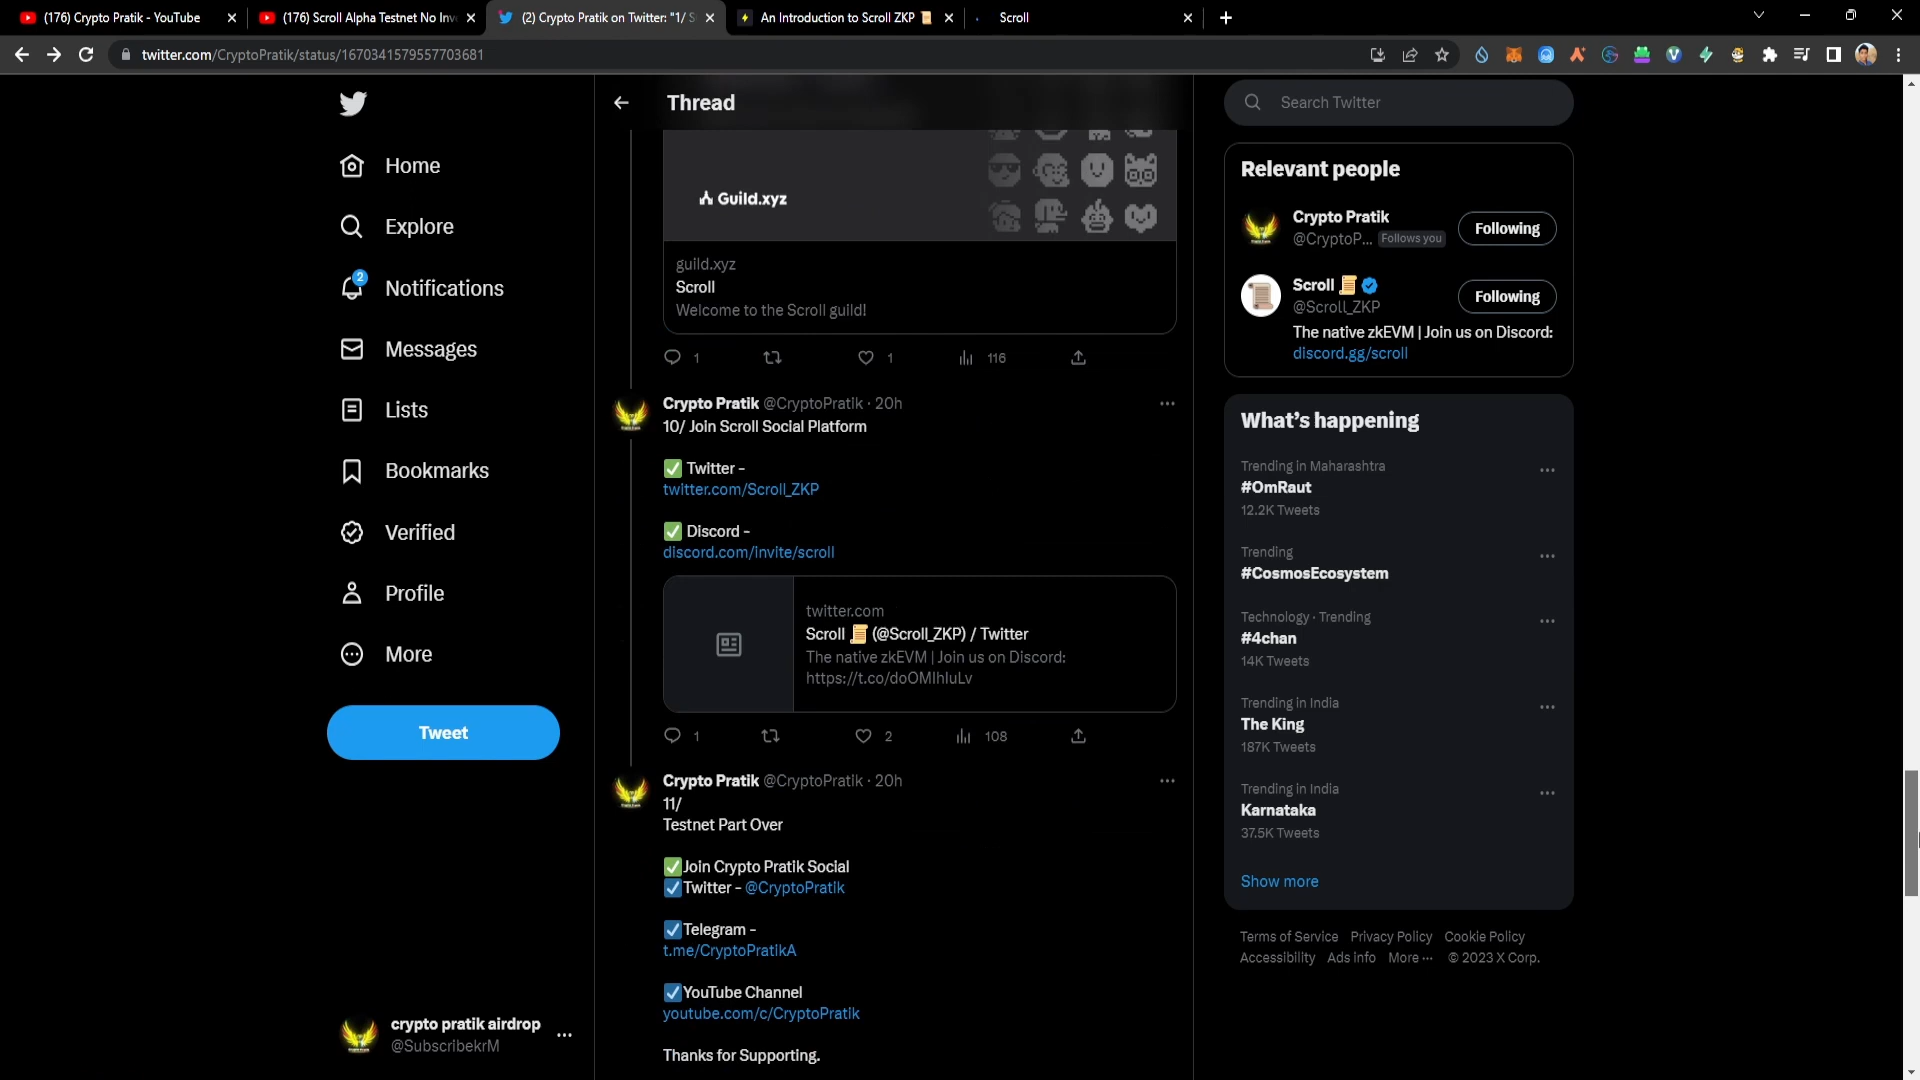 (176) Crypto Pratik - YouTube
(176) Scroll Alpha Testnet No Inv
(2) Crypto Pratik on Twitter: "1/ S
An Introduction to Scroll ZKP 📜
Scroll
twitter.com/CryptoPratik/status/1670341579557703681
Home
Explore
2
Notifications
Messages
Lists
Bookmarks
Verified
Profile
More
Tweet
crypto pratik airdrop
@SubscribekrM
Thread
Guild.xyz
guild.xyz
Scroll
Welcome to the Scroll guild!
1 1 116
Crypto Pratik @CryptoPratik · 20h
10/ Join Scroll Social Platform
✅ Twitter -
twitter.com/Scroll_ZKP
✅ Discord -
discord.com/invite/scroll
twitter.com
Scroll 📜 (@Scroll_ZKP) / Twitter
The native zkEVM | Join us on Discord:
https://t.co/doOMIhluLv
1 2 108
Crypto Pratik @CryptoPratik · 20h
11/
Testnet Part Over
✅Join Crypto Pratik Social
☑️Twitter - @CryptoPratik
☑️Telegram -
t.me/CryptoPratikA
☑️YouTube Channel
youtube.com/c/CryptoPratik
Thanks for Supporting.
Search Twitter
Relevant people
Crypto Pratik
@CryptoP... Follows you
Following
Scroll 📜
@Scroll_ZKP
Following
The native zkEVM | Join us on Discord:
discord.gg/scroll
What's happening
Trending in Maharashtra
#OmRaut
12.2K Tweets
Trending
#CosmosEcosystem
Technology · Trending
#4chan
14K Tweets
Trending in India
The King
187K Tweets
Trending in India
Karnataka
37.5K Tweets
Show more
Terms of Service Privacy Policy Cookie Policy
Accessibility Ads info More ··· © 2023 X Corp.